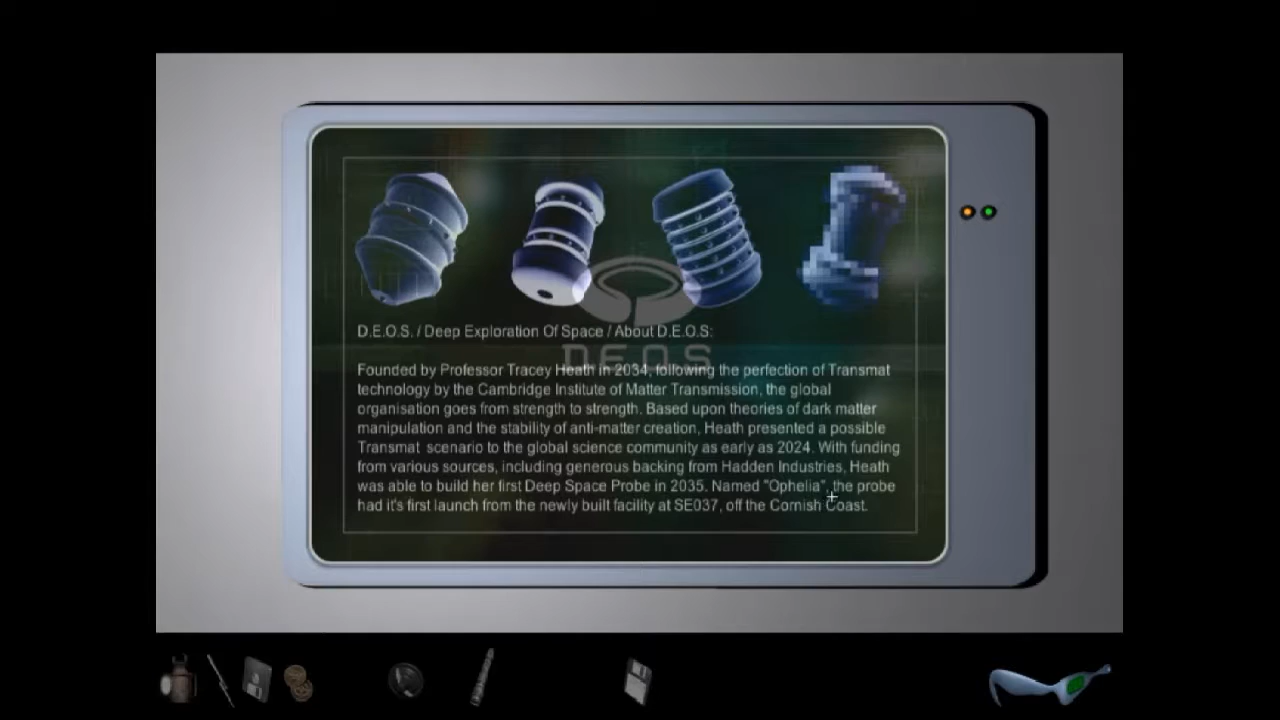 D.E.O.S. / Deep Exploration Of Space / About D.E.O.S:
DEOS
Founded by Professor Tracey Heath in 2034, following the perfection of Transmat
technology by the Cambridge Institute of Matter Transmission, the global
organisation goes from strength to strength. Based upon theories of dark matter
manipulation and the stability of anti-matter creation, Heath presented a possible
Transmat scenario to the global science community as early as 2024. With funding
from various sources, including generous backing from Hadden Industries, Heath
was able to build her first Deep Space Probe in 2035. Named "Ophelia", the probe
had it's first launch from the newly built facility at SE037, off the Cornish Coast.